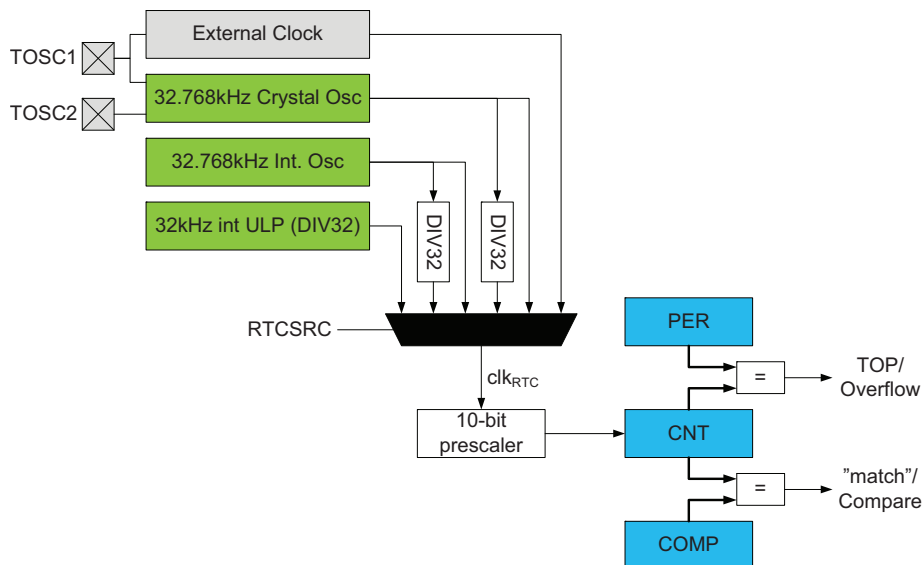 External Clock
TOSC1
32.768kHz Crystal Osc
TOSC2
32.768kHz Int. Osc
32kHz int ULP (DIV32)
DIV32
DIV32
RTCSRC
PER
TOP/
Overflow
=
clkRTC
10-bit
prescaler
CNT
=
"match"/
Compare
COMP